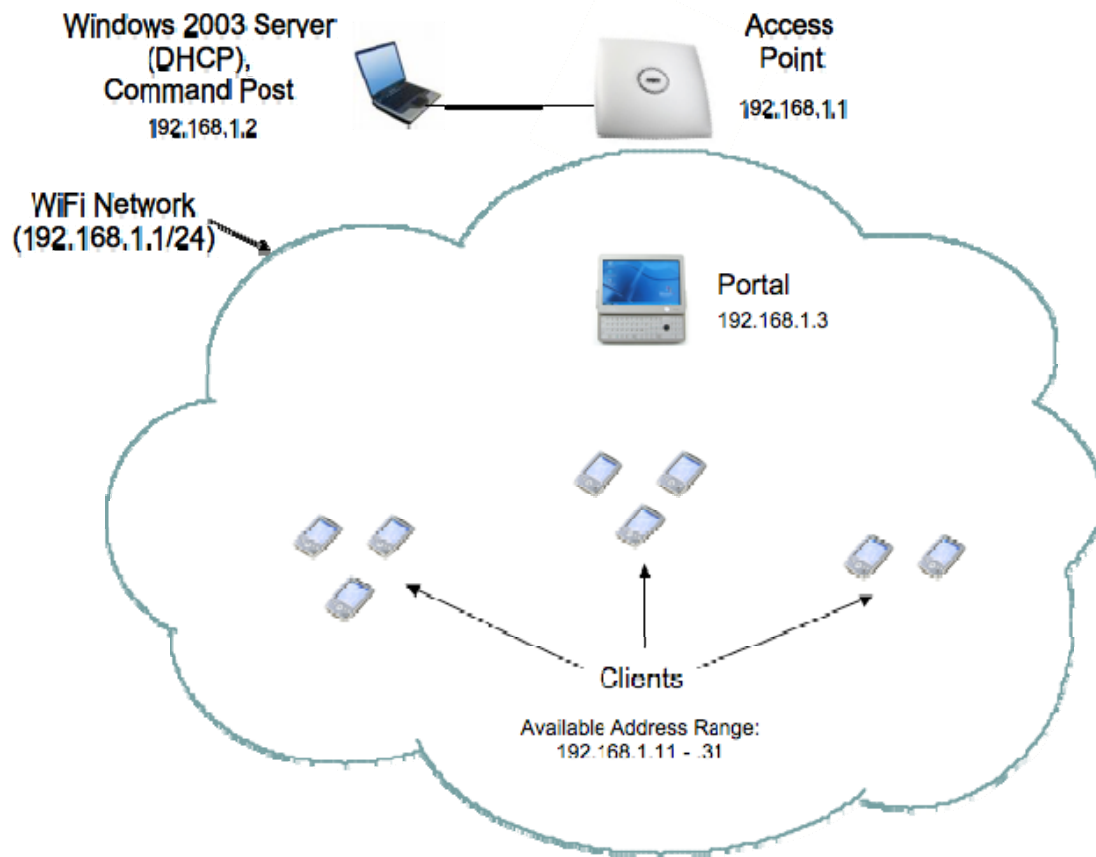 Windows 2003 Server
(DHCP),
Command Post
192.168.1.2
Access
Point
192.168.1.1
WiFi Network
(192.168.1.1/24)
Portal
192.168.1.3
Clients
Available Address Range:
192.168.1.11 - .31